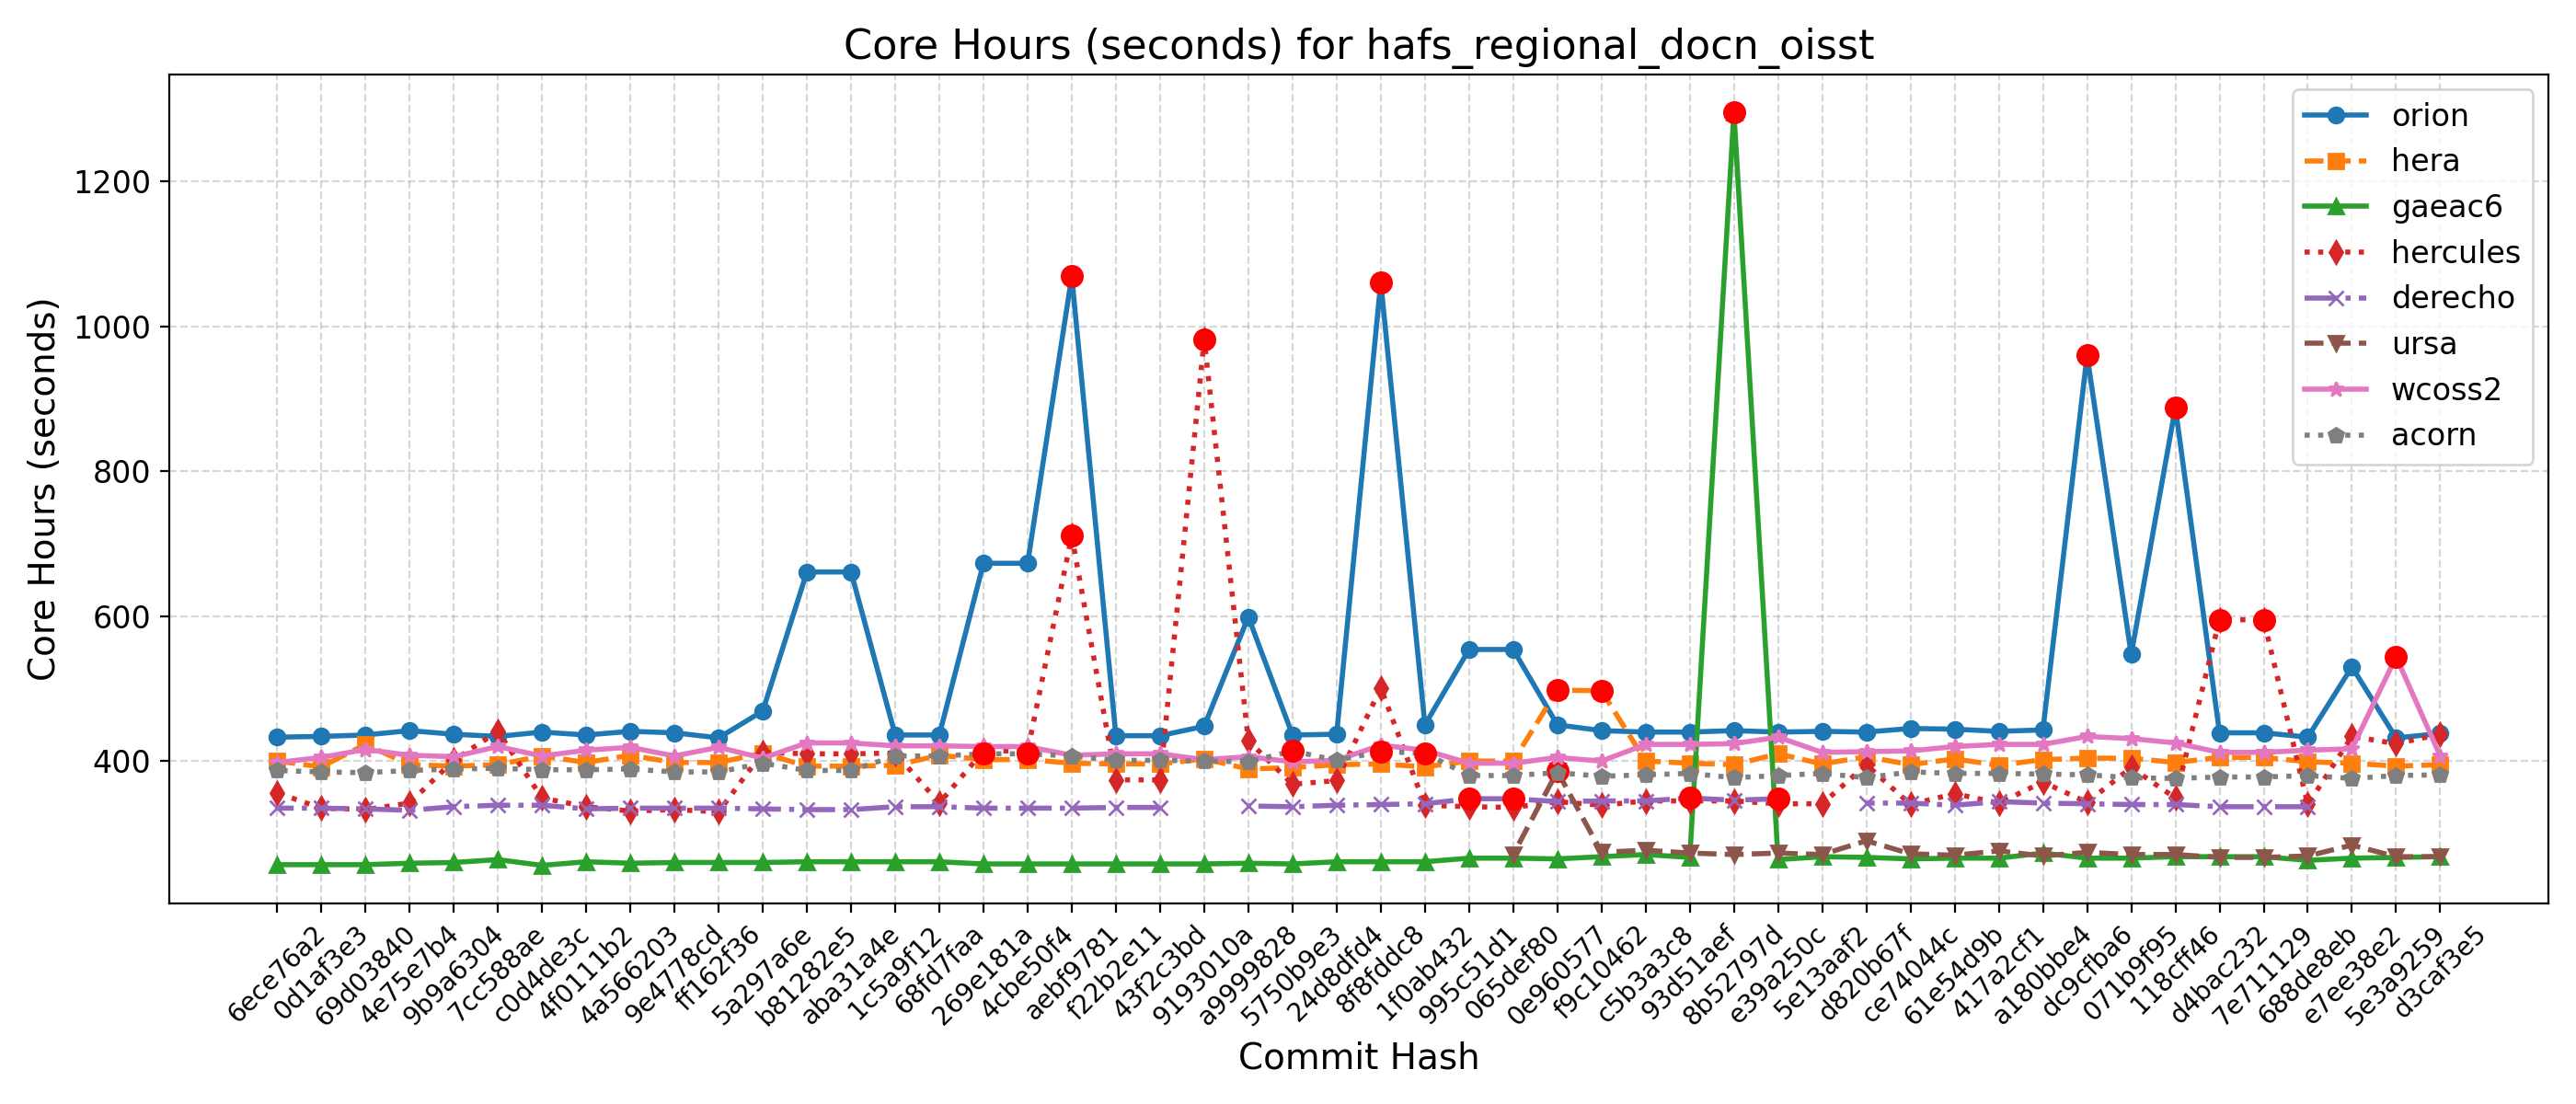 Core Hours (seconds) for hafs_regional_docn_oisst
Core Hours (seconds)
1200
1000
800
600
400
orion
hera
gaeac6
hercules
derecho
ursa
wcoss2
acorn
6ece76a2
0d1af3e3
69d03840
4e75e7b4
9b9a6304
7cc588ae
c0d4de3c
4f0111b2
4a566203
9e4778cd
ff162f36
5a297a6e
b81282e5
aba31a4e
1c5a9f12
68fd7faa
269e181a
4cbe50f4
aebf9781
f22b2e11
43f2c3bd
9193010a
a9999828
5750b9e3
24d8dfd4
8f8fddc8
1f0ab432
995c51d1
065def80
0e960577
f9c10462
c5b3a3c8
93d51aef
8b52797d
e39a250c
5e13aaf2
d820b67f
ce74044c
61e54d9b
417a2cf1
a180bbe4
dc9cfba6
071b9f95
118cff46
d4bac232
7e711129
688de8eb
e7ee38e2
5e3a9259
d3caf3e5
Commit Hash